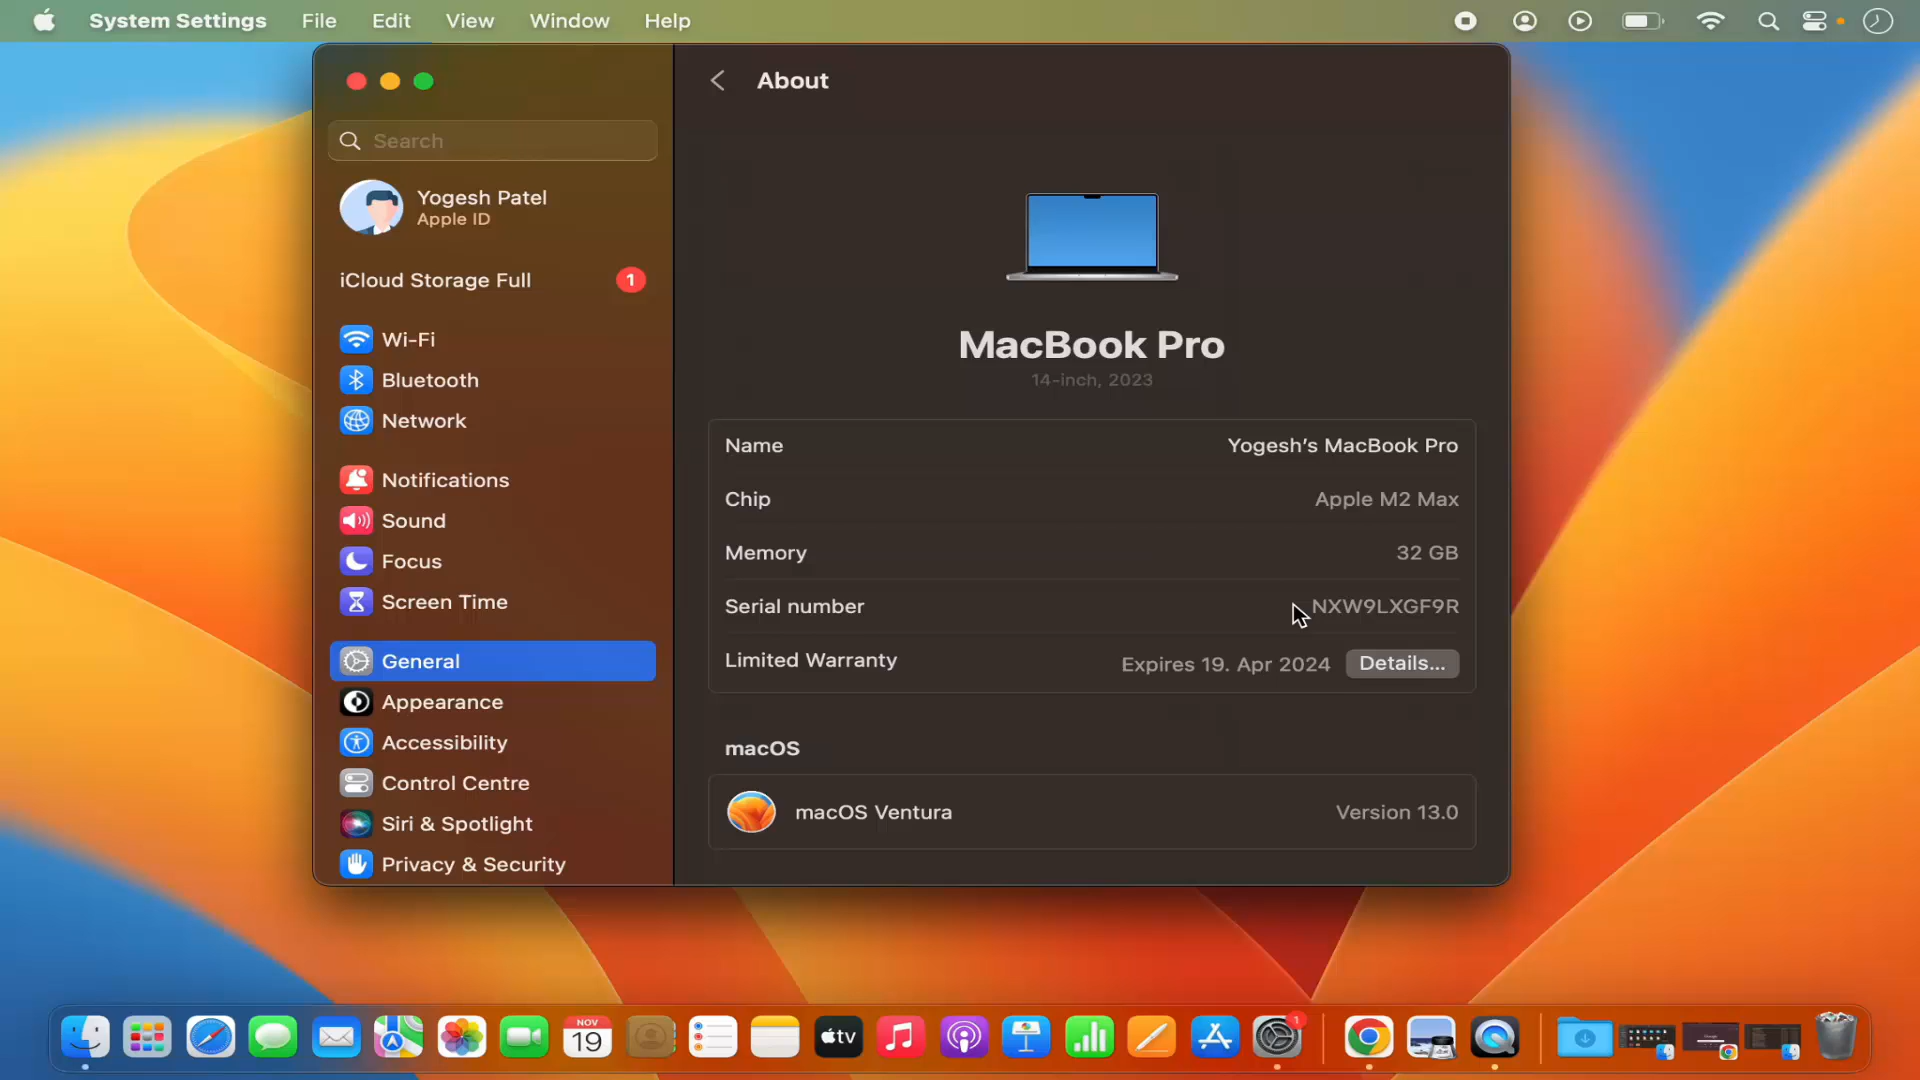 System Settings File Edit View Window Help
About
Search
Yogesh Patel
Apple ID
iCloud Storage Full 1
Wi-Fi
Bluetooth
Network
Notifications
Sound
Focus
Screen Time
General
Appearance
Accessibility
Control Centre
Siri & Spotlight
Privacy & Security
MacBook Pro
14-inch, 2023
Name Yogesh’s MacBook Pro
Chip Apple M2 Max
Memory 32 GB
Serial number NXW9LXGF9R
Limited Warranty Expires 19. Apr 2024 Details...
macOS
macOS Ventura Version 13.0
NOV
19
tv
1